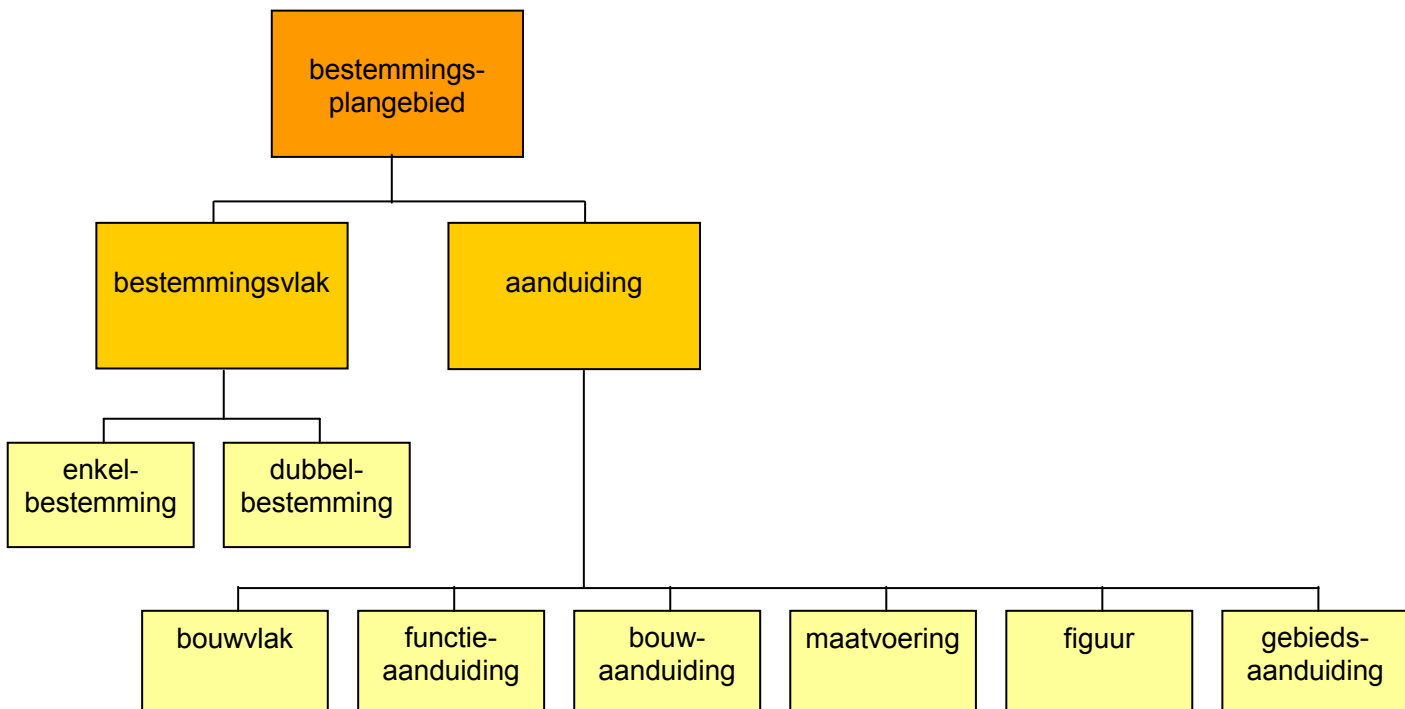 bestemmings-
plangebied
bestemmingsvlak
aanduiding
enkel-
bestemming
dubbel-
bestemming
bouwvlak
functie-
aanduiding
bouw-
aanduiding
maatvoering
figuur
gebieds-
aanduiding